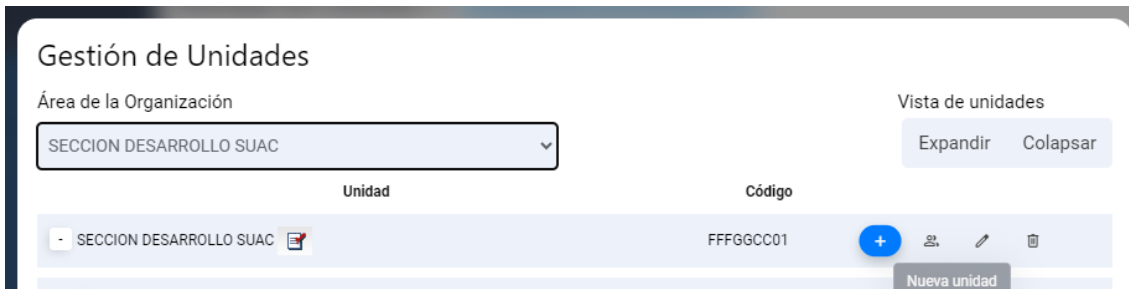 Gestión de Unidades
Área de la Organización
Vista de unidades
SECCION DESARROLLO SUAC
Expandir Colapsar
Unidad Código
- SECCION DESARROLLO SUAC FFFGGCC01 +
Nueva unidad